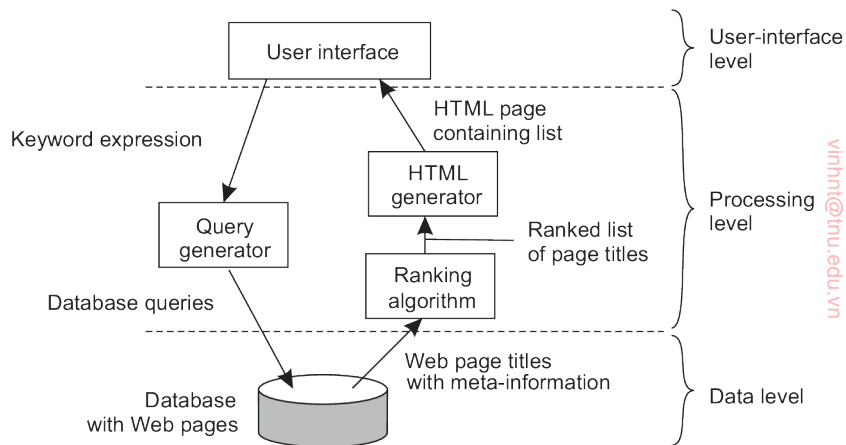 User interface
User-interface
level
Keyword expression
HTML page
containing list
HTML
generator
Query
generator
Ranked list
of page titles
Processing
level
Ranking
algorithm
Database queries
Web page titles
with meta-information
Database
with Web pages
Data level
vinhnt@tnu.edu.vn